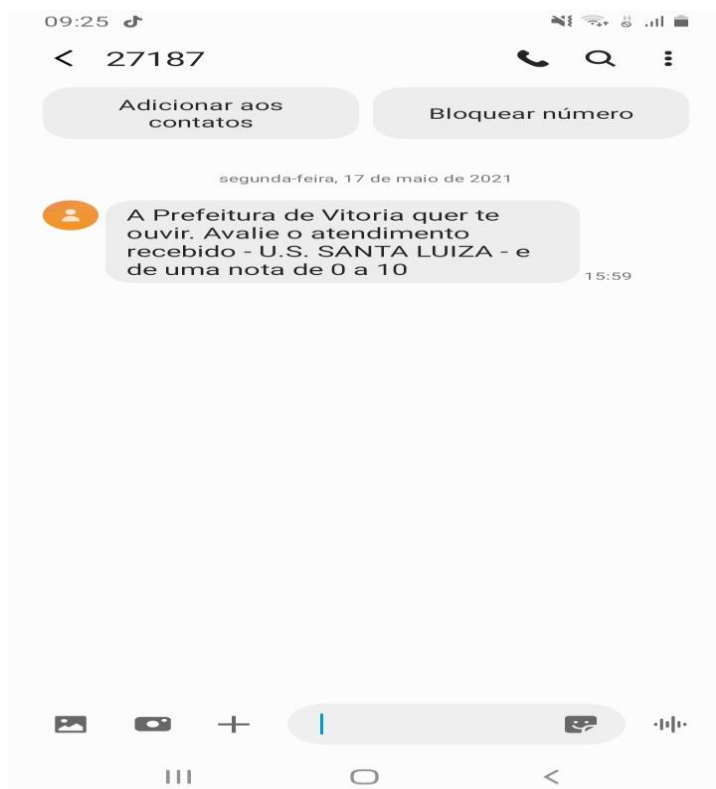 09:25
27187
Adicionar aos
contatos
Bloquear número
segunda-feira, 17 de maio de 2021
A Prefeitura de Vitoria quer te
ouvir. Avalie o atendimento
recebido - U.S. SANTA LUIZA - e
de uma nota de 0 a 10
15:59